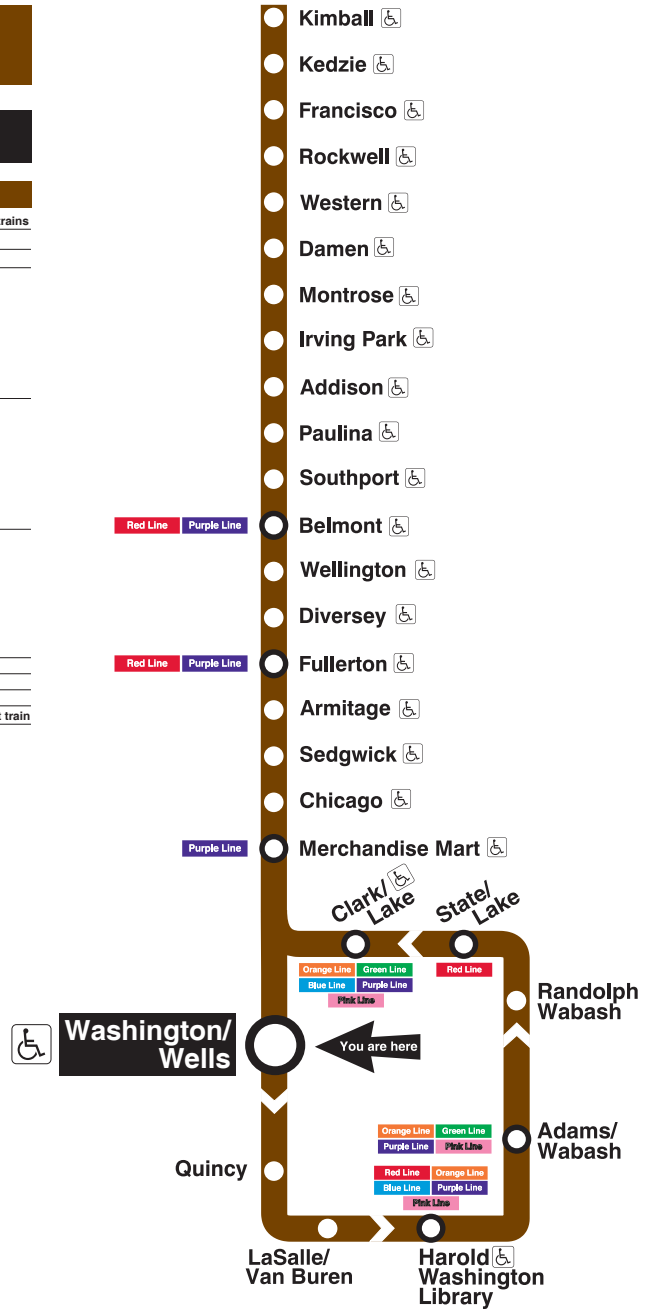 Kimball
Kedzie
Francisco
Rockwell
Western
trains
Damen
Montrose
Irving Park
Addison
Paulina
Southport
Red Line Purple Line Belmont
Wellington
Diversey
Red Line Purple Line Fullerton
Armitage
train
Sedgwick
Chicago
Purple Line Merchandise Mart
Clark/
Lake
State/
Lake
Orange Line Green Line
Blue Line Purple Line
Pink Line
Red Line
Randolph
Wabash
Washington/
Wells
You are here
Orange Line Green Line
Purple Line Pink Line
Adams/
Wabash
Quincy
Red Line Orange Line
Blue Line Purple Line
Pink Line
LaSalle/
Van Buren
Harold
Washington
Library